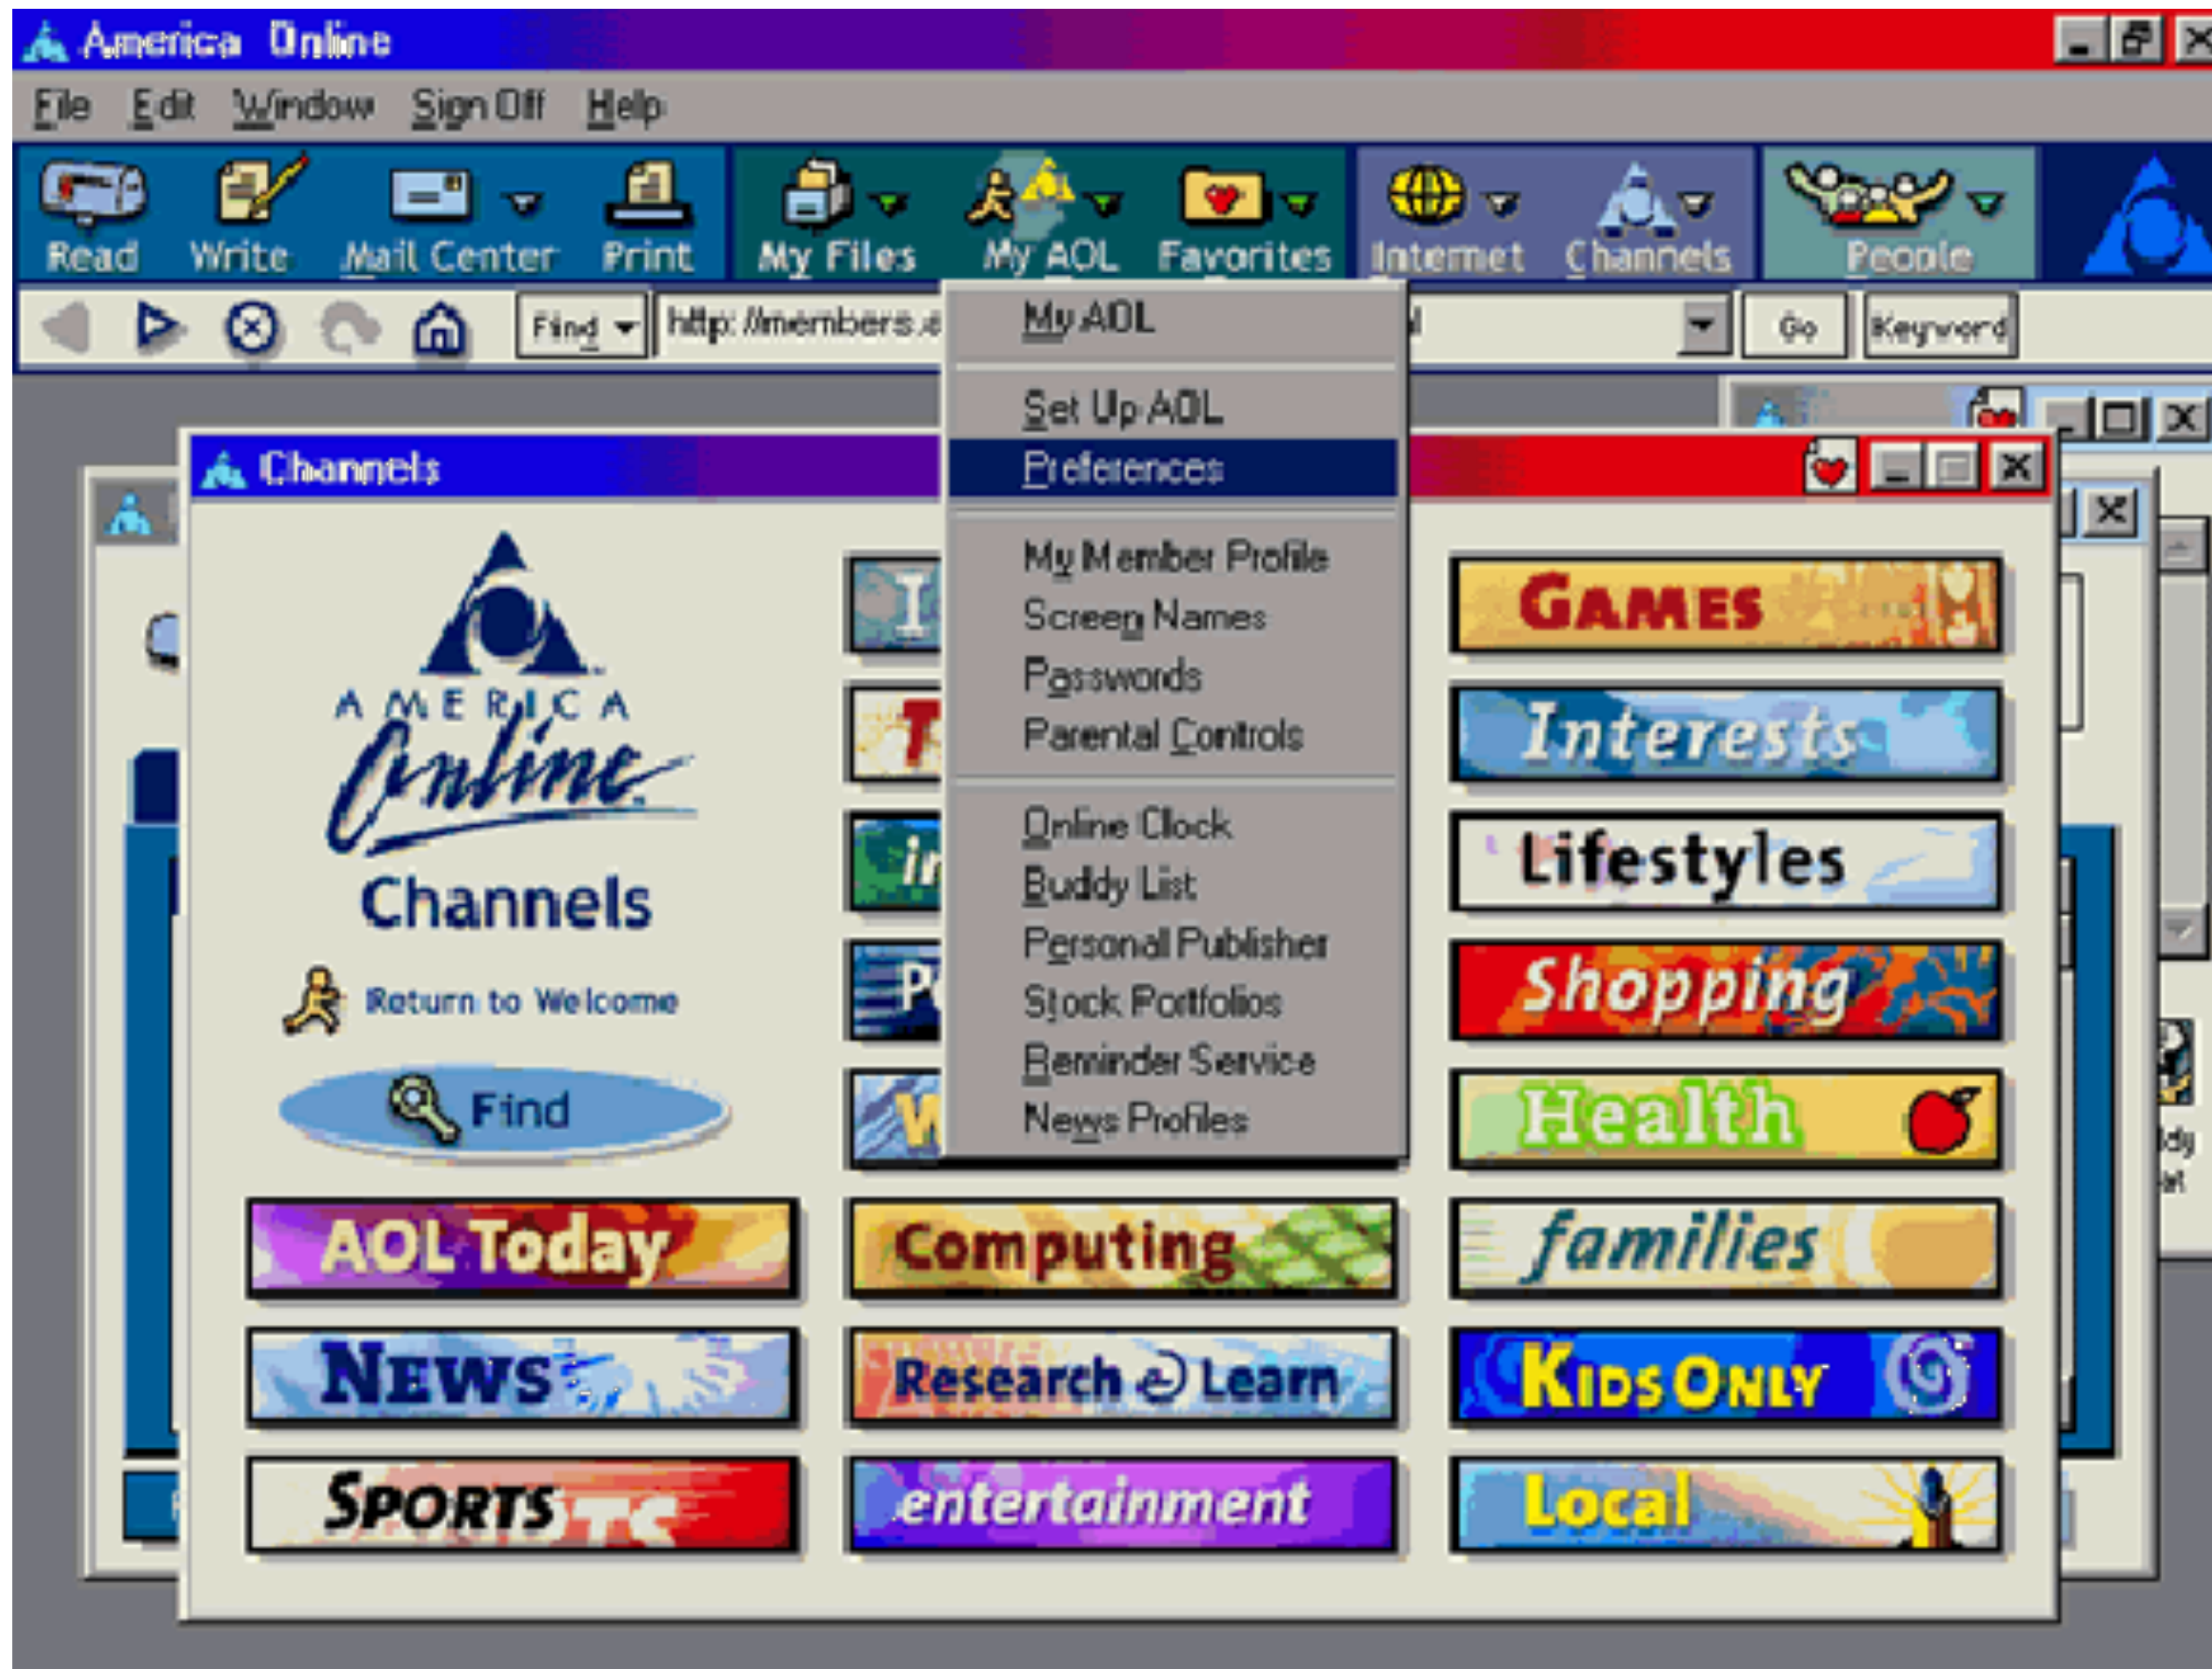 America Online
File Edit Window Sign Off Help
Read Write Mail Center Print My Files My AOL Favorites Internet Channels People
Find http://members.a Go Keyword
My AOL
Set Up AOL
Preferences
My Member Profile
Screen Names
Passwords
Parental Controls
Online Clock
Buddy List
Personal Publisher
Stock Portfolios
Reminder Service
News Profiles
Channels
AMERICA
Online
Channels
Return to Welcome
Find
AOL Today
NEWS
SPORTS
Computing
Research & Learn
entertainment
GAMES
Interests
Lifestyles
Shopping
Health
families
KIDS ONLY
Local